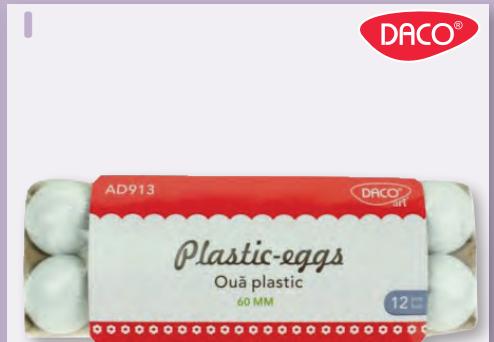 DACO®
AD913
DACO®
art
Plastic-eggs
Ouă plastic
60 MM
12